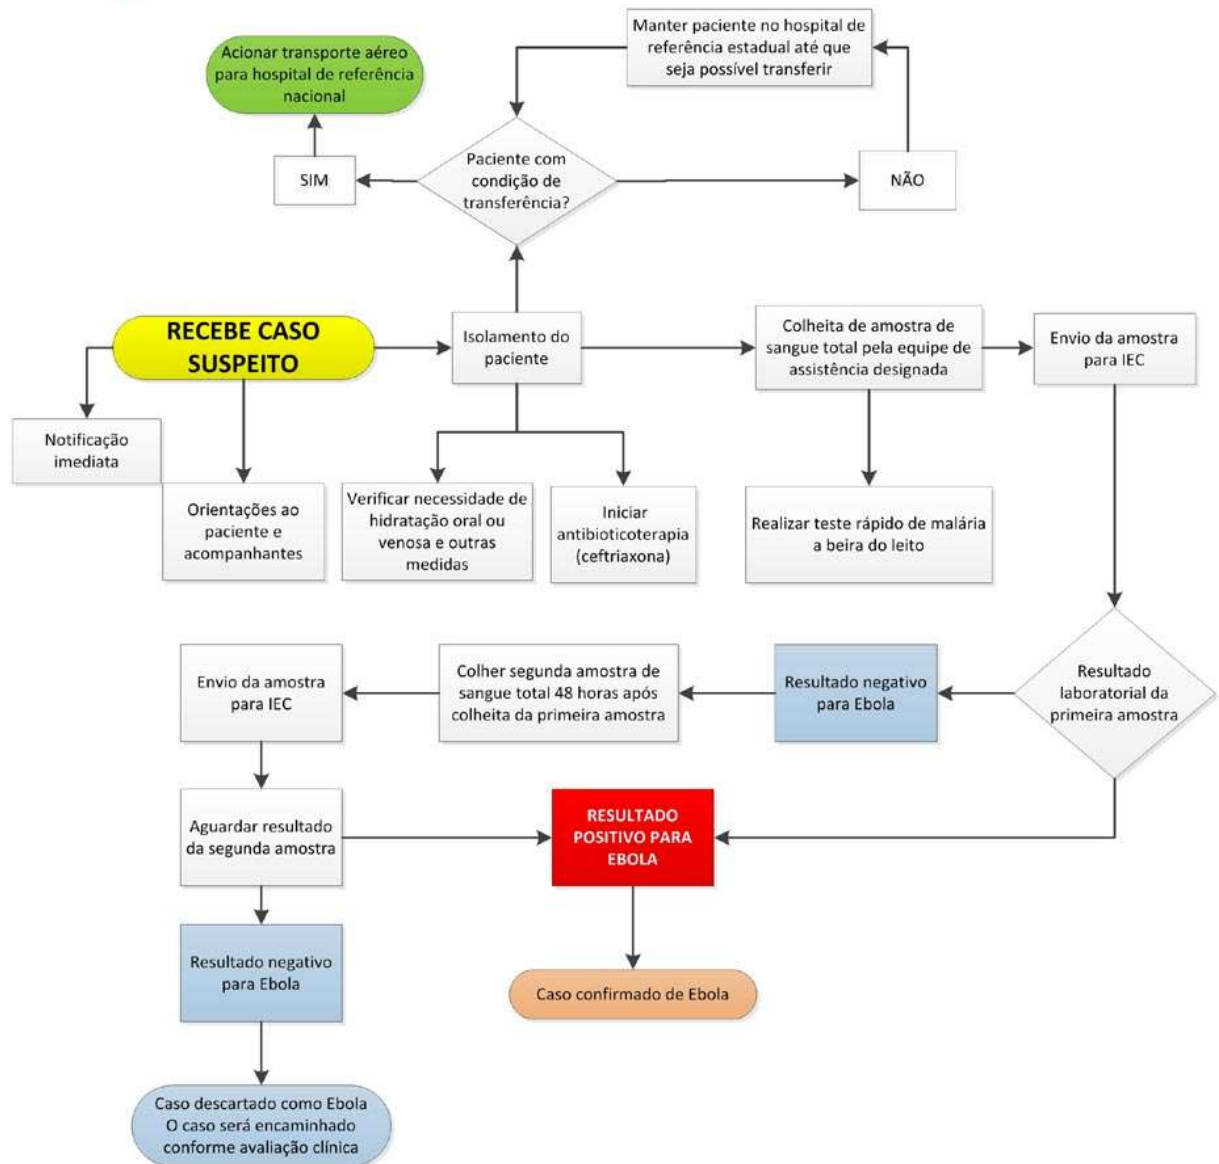 Manter paciente no hospital de
referência estadual até que
seja possível transferir
Acionar transporte aéreo
para hospital de referência
nacional
SIM
Paciente com
condição de
transferência?
NÃO
RECEBE CASO
SUSPEITO
Isolamento do
paciente
Colheita de amostra de
sangue total pela equipe de
assistência designada
Envio da amostra
para IEC
Notificação
imediata
Orientações ao
paciente e
acompanhantes
Verificar necessidade de
hidratação oral ou
venosa e outras
medidas
Iniciar
antibioticoterapia
(ceftriaxona)
Realizar teste rápido de malária
a beira do leito
Resultado
laboratorial da
primeira amostra
Resultado negativo
para Ebola
Colher segunda amostra de
sangue total 48 horas após
colheita da primeira amostra
Envio da amostra
para IEC
Aguardar resultado
da segunda amostra
RESULTADO
POSITIVO PARA
EBOLA
Resultado negativo
para Ebola
Caso confirmado de Ebola
Caso descartado como Ebola
O caso será encaminhado
conforme avaliação clínica